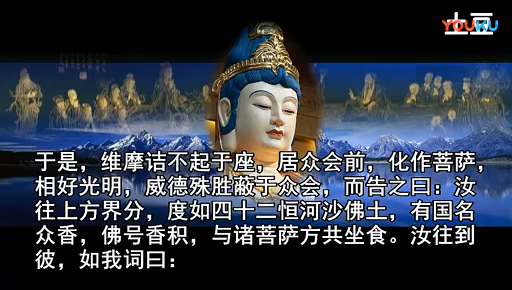 土豆
YOUKU
于是，维摩诘不起于座，居众会前，化作菩萨，
相好光明，威德殊胜蔽于众会，而告之曰：汝
往上方界分，度如四十二恒河沙佛土，有国名
众香，佛号香积，与诸菩萨方共坐食。汝往到
彼，如我词曰：